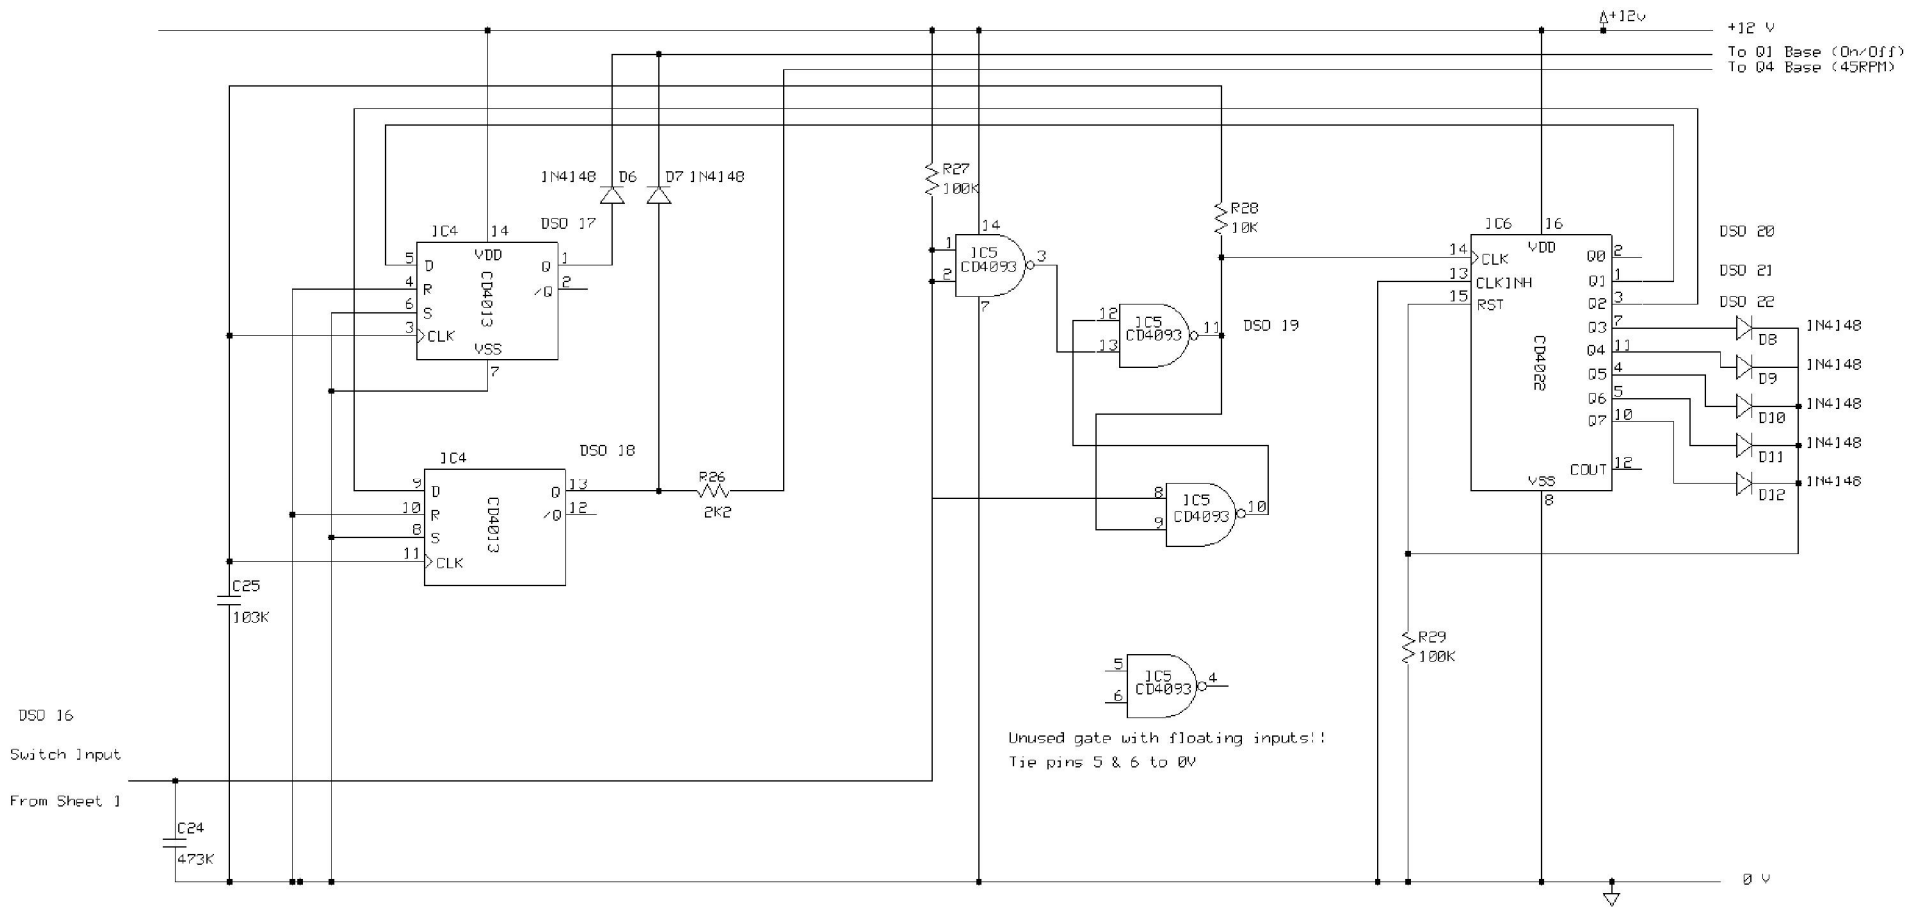 +12v
+12 V
To Q1 Base (On/Off)
To Q4 Base (45RPM)
1N4148 D6 D7 1N4148
R27
100K
R28
10K
DSO 17
IC4 14
VDD
5 D Q 1
4 R /Q 2
6 S
3 CLK
CD4013
VSS
7
14
1 IC5 3
2 CD4093
7
12 IC5 11
13 CD4093
DSO 19
IC6 16
VDD
14 CLK Q0 2
13 CLKINH Q1 1
15 RST Q2 3
Q3 7
Q4 11
Q5 4
Q6 5
Q7 10
COUT 12
CD4022
VSS
8
DSO 20
DSO 21
DSO 22
1N4148
D8
1N4148
D9
1N4148
D10
1N4148
D11
1N4148
D12
IC4
DSO 18
9 D Q 13
10 R /Q 12
8 S
11 CLK
CD4013
R26
2K2
8 IC5 10
9 CD4093
C25
103K
R29
100K
5 IC5 4
6 CD4093
Unused gate with floating inputs!!
Tie pins 5 & 6 to 0V
DSO 16
Switch Input
From Sheet 1
C24
473K
0 V